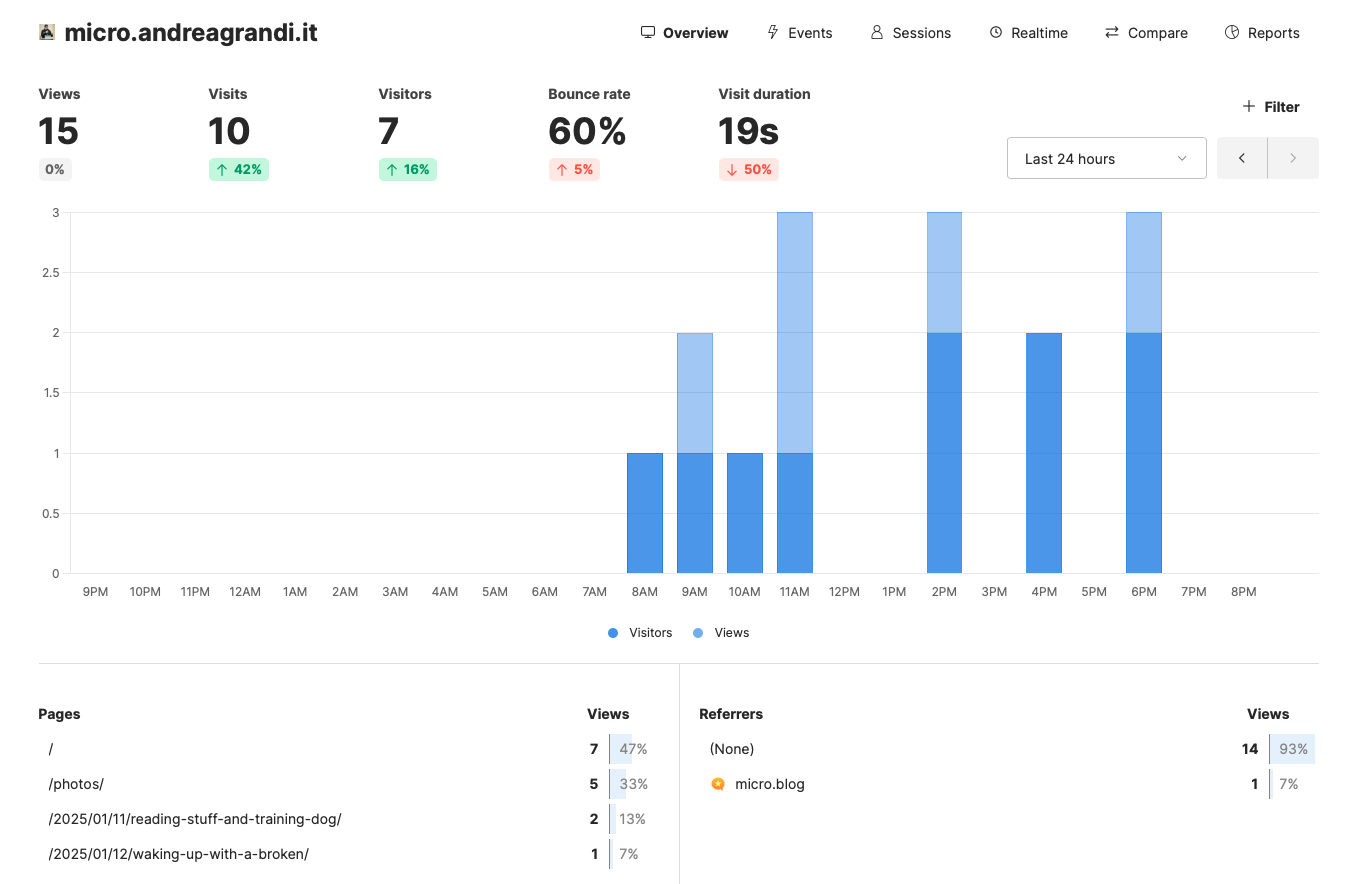 micro.andreagrandi.it
Overview Events Sessions Realtime Compare Reports
Views Visits Visitors Bounce rate Visit duration
15 10 7 60% 19s
0% ↑ 42% ↑ 16% ↑ 5% ↓ 50%
+ Filter
Last 24 hours
3
2.5
2
1.5
1
0.5
0
9PM 10PM 11PM 12AM 1AM 2AM 3AM 4AM 5AM 6AM 7AM 8AM 9AM 10AM 11AM 12PM 1PM 2PM 3PM 4PM 5PM 6PM 7PM 8PM
Visitors Views
Pages Views
/ 7 47%
/photos/ 5 33%
/2025/01/11/reading-stuff-and-training-dog/ 2 13%
/2025/01/12/waking-up-with-a-broken/ 1 7%
Referrers Views
(None) 14 93%
micro.blog 1 7%